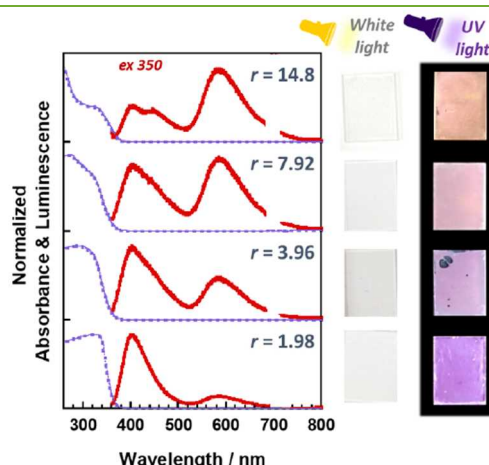 White
light
UV
light
ex 350
r = 14.8
r = 7.92
r = 3.96
r = 1.98
Normalized
Absorbance & Luminescence
300 400 500 600 700 800
Wavelength / nm